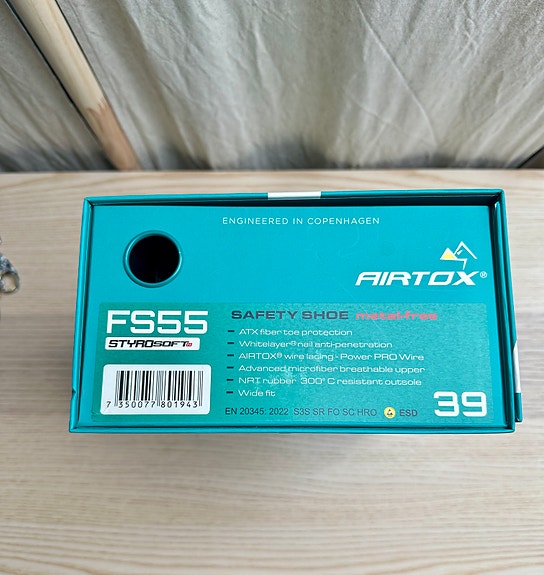 ENGINEERED IN COPENHAGEN
AIRTOX®
FS55
STYROSOFT
SAFETY SHOE metal-free
– ATX fiber toe protection
– Whitelayer® nail anti-penetration
– AIRTOX® wire lacing - Power PRO Wire
– Advanced microfiber breathable upper
– NRT rubber 300° C resistant outsole
– Wide fit
7 350077 801943
EN 20345: 2022 S3S SR FO SC HRO ESD
39